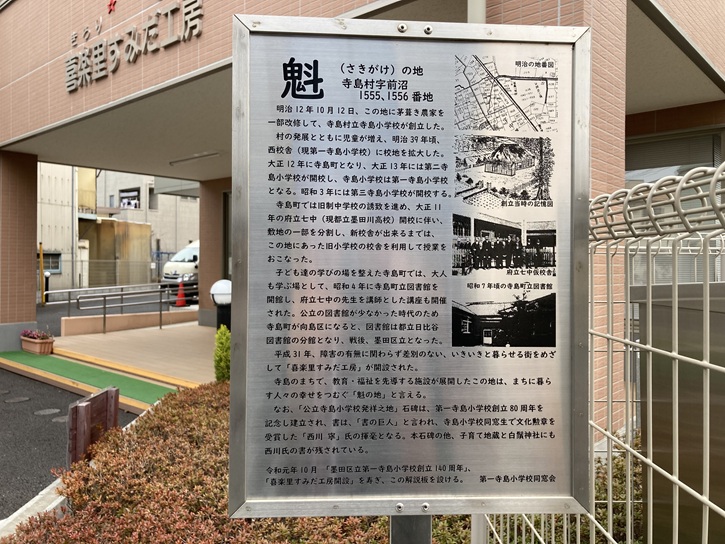 きらり
喜楽里すみだ工房
魁
（さきがけ）の地
寺島村字前沼
1555、1556番地
明治12年10月12日、この地に茅葺き農家を
一部改修して、寺島村立寺島小学校が創立した。
村の発展とともに児童が増え、明治39年頃、
西校舎（現第一寺島小学校）に校地を拡大した。
大正12年に寺島町となり、大正13年には第二寺
島小学校が開校し、寺島小学校は第一寺島小学校
となる。昭和3年には第三寺島小学校が開校する。
寺島町では旧制中学校の誘致を進め、大正11
年の府立七中（現都立墨田川高校）開校に伴い、
敷地の一部を分割し、新校舎が出来るまでは、
この地にあった旧小学校の校舎を利用して授業を
おこなった。
子ども達の学びの場を整えた寺島町では、大人
も学ぶ場として、昭和4年に寺島町立図書館を
開館し、府立七中の先生を講師とした講座も開催
された。公立の図書館が少なかった時代のため
寺島町が向島区になると、図書館は都立日比谷
図書館の分館となり、戦後、墨田区立となった。
平成31年、障害の有無に関わらず差別のない、いきいきと暮らせる街をめざ
して「喜楽里すみだ工房」が開設された。
寺島のまちで、教育・福祉を先導する施設が展開したこの地は、まちに暮ら
す人々の幸せをつむぐ「魁の地」と言える。
なお、「公立寺島小学校発祥之地」石碑は、第一寺島小学校創立80周年を
記念し建立され、書は、「書の巨人」と言われ、寺島小学校同窓生で文化勲章を
受賞した「西川 寧」氏の揮毫となる。本石碑の他、子育て地蔵と白鬚神社にも
西川氏の書が残されている。
令和元年10月 「墨田区立第一寺島小学校創立140周年」、
「喜楽里すみだ工房開設」を寿ぎ、この解説板を設ける。 第一寺島小学校同窓会
明治の地番図
創立当時の記憶図
府立七中仮校舎
昭和7年頃の寺島町立図書館